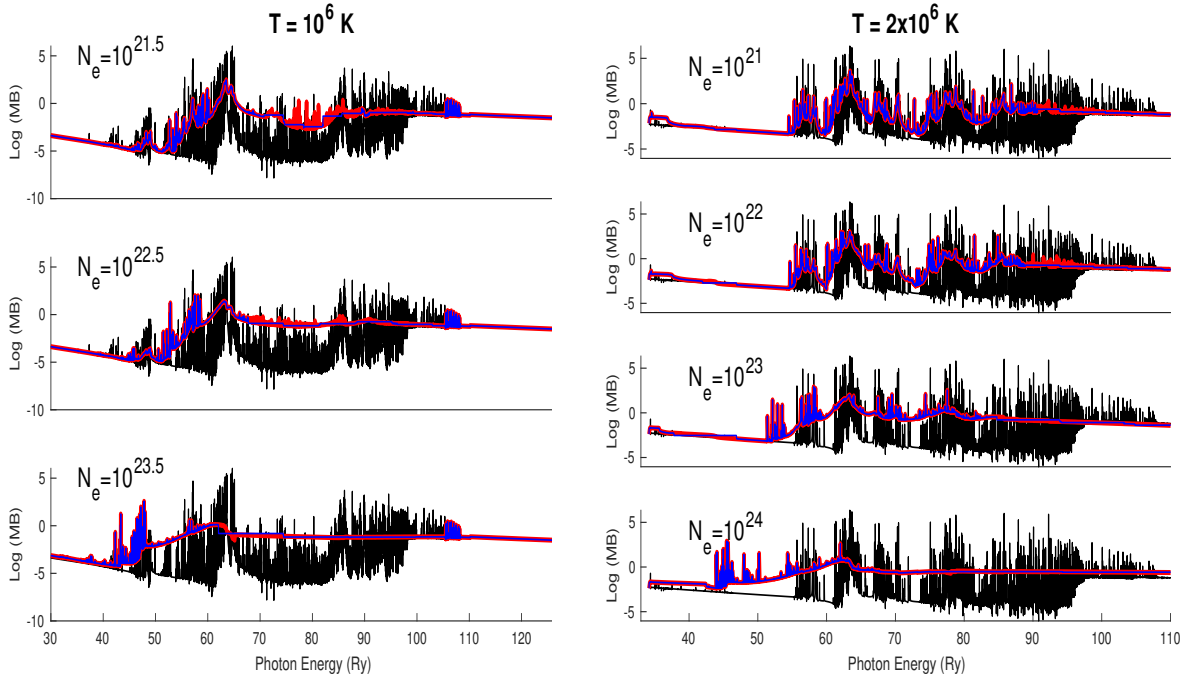 T = 10^6 K
N_e=10^21.5
Log (MB)
5
0
-5
-10
N_e=10^22.5
Log (MB)
5
0
-5
-10
N_e=10^23.5
Log (MB)
5
0
-5
-10
30 40 50 60 70 80 90 100 110 120
Photon Energy (Ry)
T = 2x10^6 K
N_e=10^21
Log (MB)
5
0
-5
N_e=10^22
Log (MB)
5
0
-5
N_e=10^23
Log (MB)
5
0
-5
N_e=10^24
Log (MB)
5
0
-5
40 50 60 70 80 90 100 110
Photon Energy (Ry)